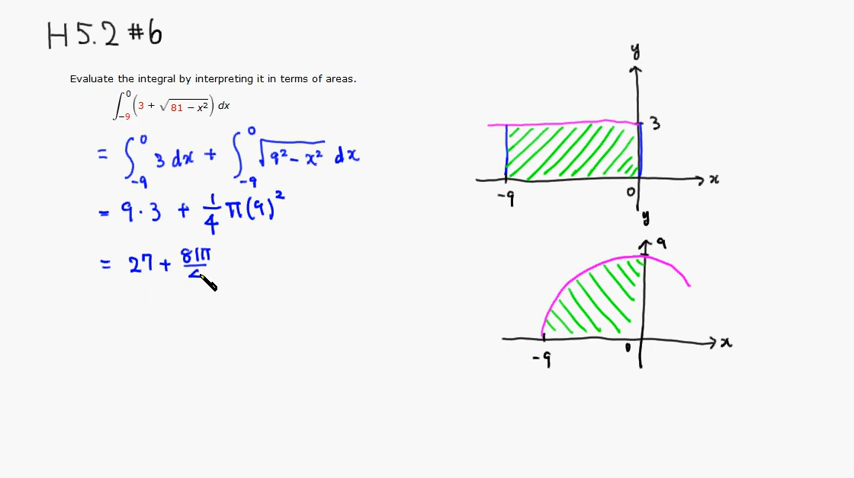 H5.2 #6
Evaluate the integral by interpreting it in terms of areas.
∫_{-9}^{0} (3 + √(81 − x²)) dx
= ∫_{-9}^{0} 3 dx + ∫_{-9}^{0} √(9² − x²) dx
= 9·3 + 1/4 π(9)²
= 27 + 81π/4
y
3
x
-9
0
y
9
x
-9
0